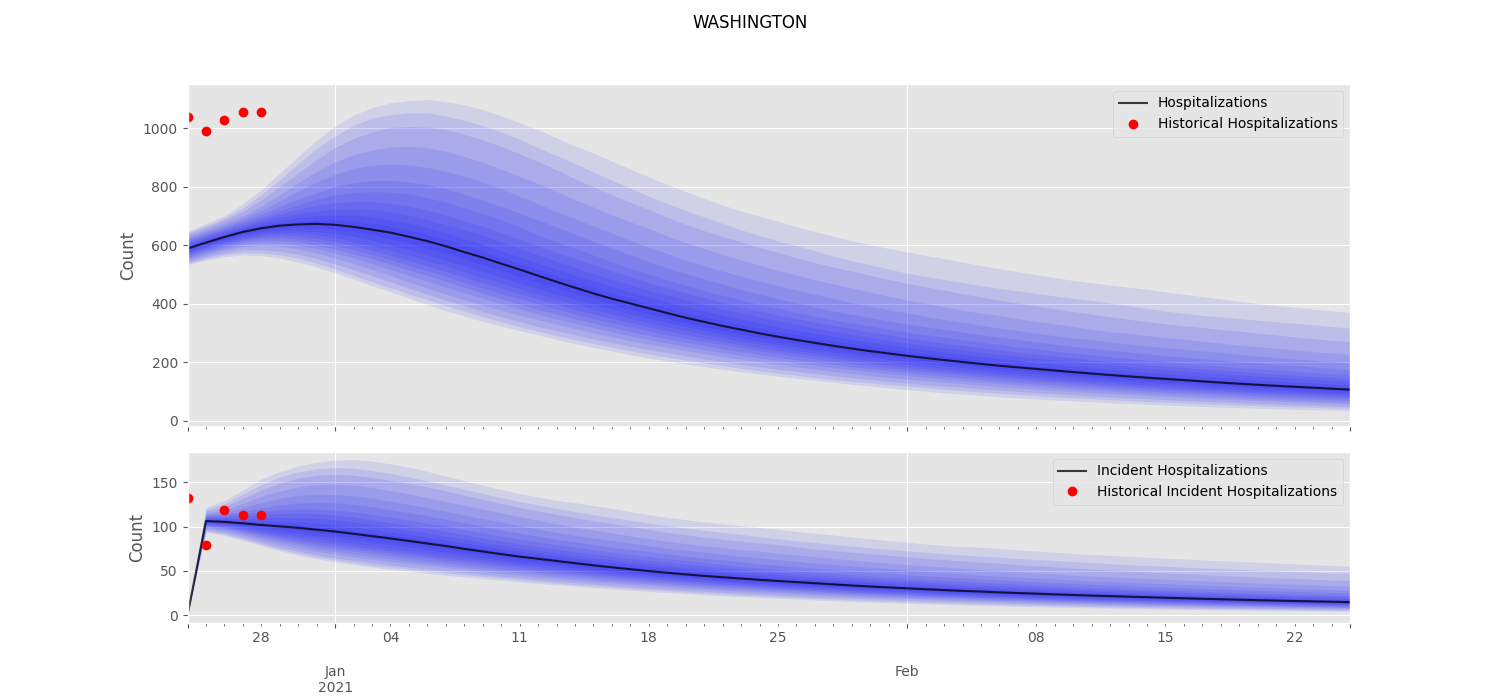 WASHINGTON
Hospitalizations
Historical Hospitalizations
Count
1000
800
600
400
200
0
Incident Hospitalizations
Historical Incident Hospitalizations
Count
150
100
50
0
28 04 11 18 25 08 15 22
Jan Feb
2021